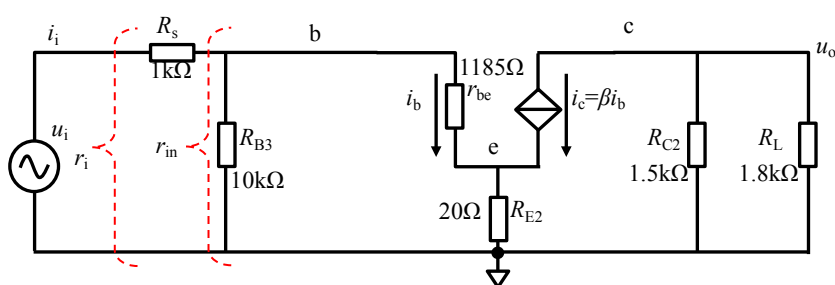 i_i
R_s
1kΩ
b
c
u_o
1185Ω
r_be
i_b
i_c=βi_b
u_i
r_i
r_in
R_B3
10kΩ
e
20Ω
R_E2
R_C2
1.5kΩ
R_L
1.8kΩ